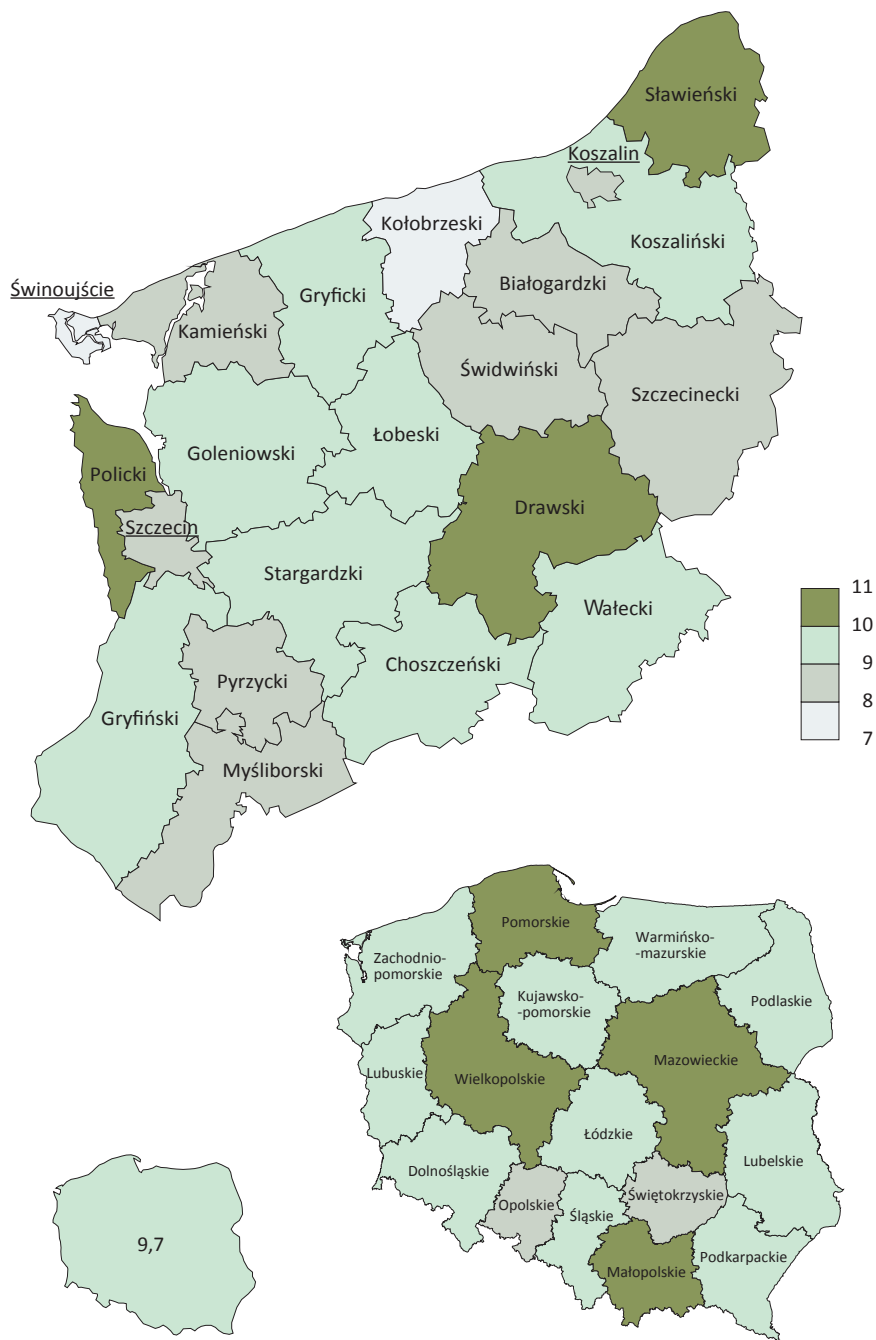 Sławieński
Koszalin
Kołobrzeski
Koszaliński
Białogardzki
Świnoujście
Gryficki
Kamieński
Świdwiński
Szczecinecki
Łobeski
Goleniowski
Policki
Drawski
Szczecin
Stargardzki
Wałecki
Choszczeński
Pyrzycki
Gryfiński
Myśliborski
11
10
9
8
7
Pomorskie
Warmińsko-
-mazurskie
Zachodnio-
pomorskie
Kujawsko-
-pomorskie
Podlaskie
Mazowieckie
Lubuskie
Wielkopolskie
Łódzkie
Lubelskie
Dolnośląskie
Opolskie
Świętokrzyskie
Śląskie
Podkarpackie
Małopolskie
9,7